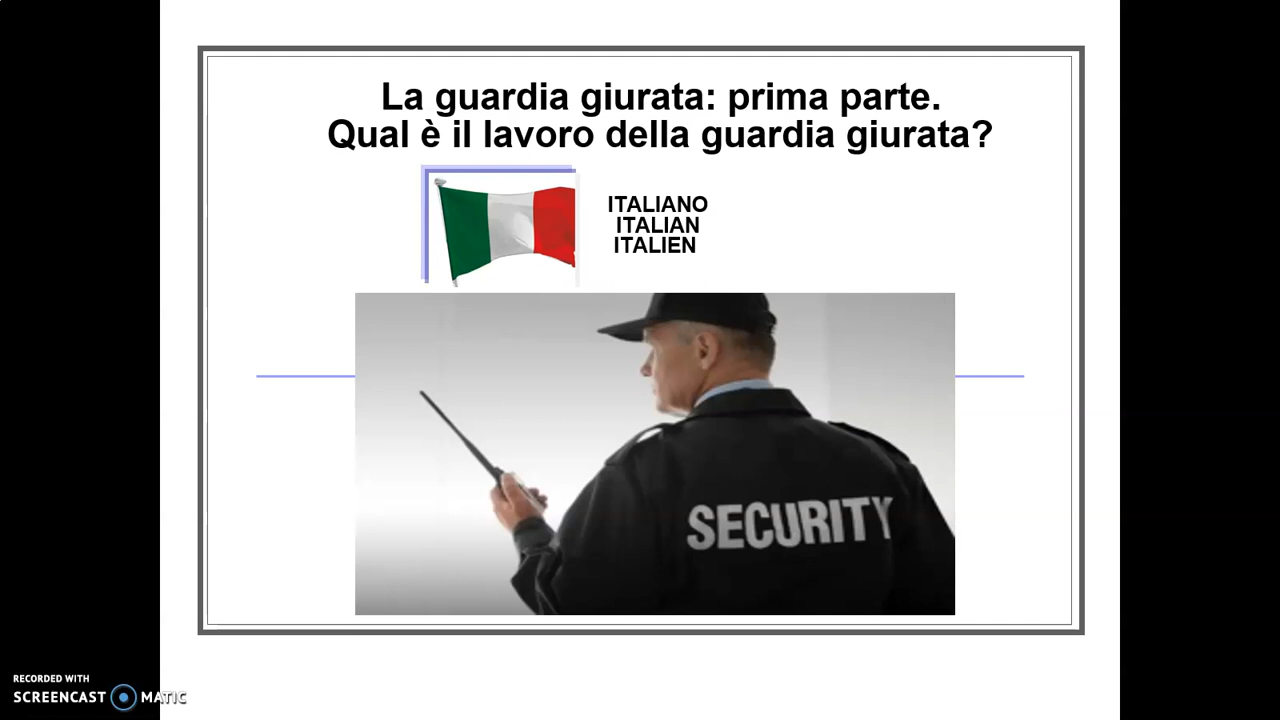 La guardia giurata: prima parte.
Qual è il lavoro della guardia giurata?
ITALIANO
ITALIAN
ITALIEN
SECURITY
RECORDED WITH
SCREENCAST MATIC